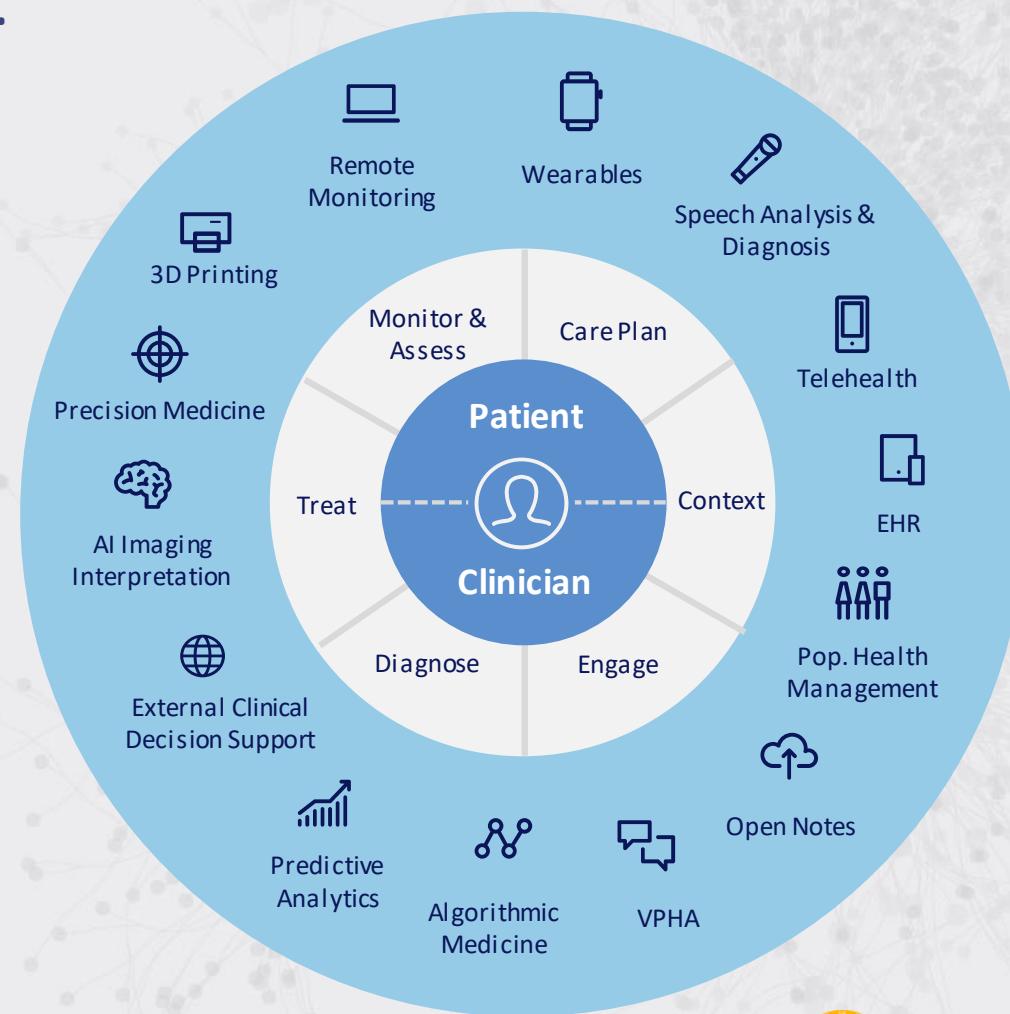 Remote
Monitoring
Wearables
Speech Analysis &
Diagnosis
3D Printing
Telehealth
Precision Medicine
EHR
AI Imaging
Interpretation
Pop. Health
Management
External Clinical
Decision Support
Open Notes
Predictive
Analytics
Algorithmic
Medicine
VPHA
Monitor &
Assess
Care Plan
Treat
Context
Diagnose
Engage
Patient
Clinician